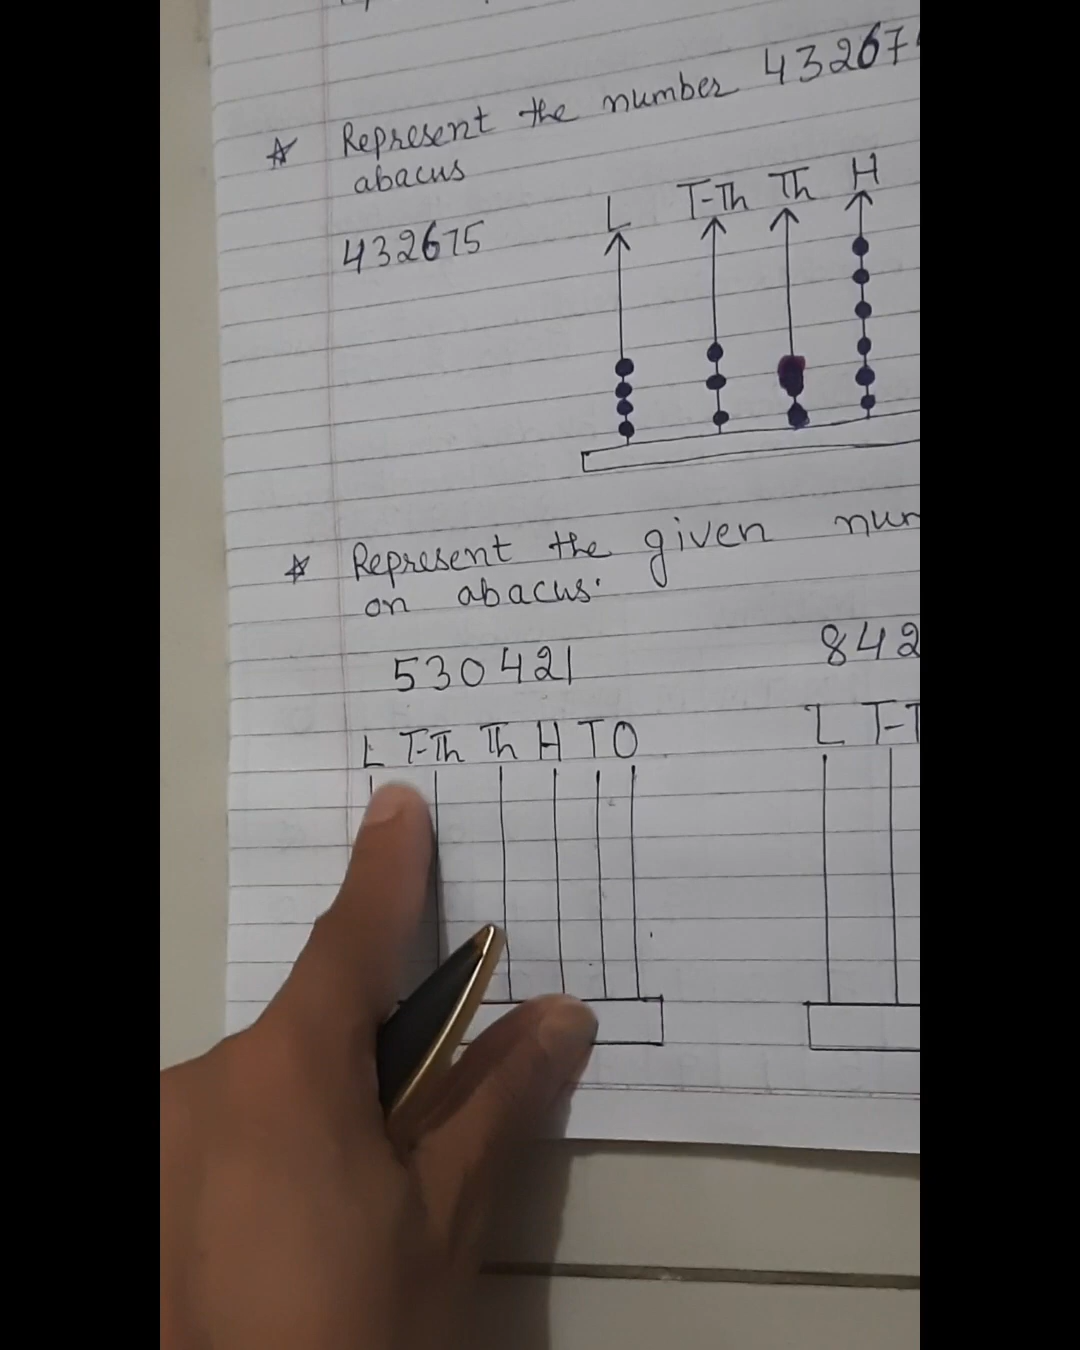 Represent the number 43267
abacus
432675
L T-Th Th H
Represent the given nu
on abacus.
530421 842
L T-Th Th H T O L T-T